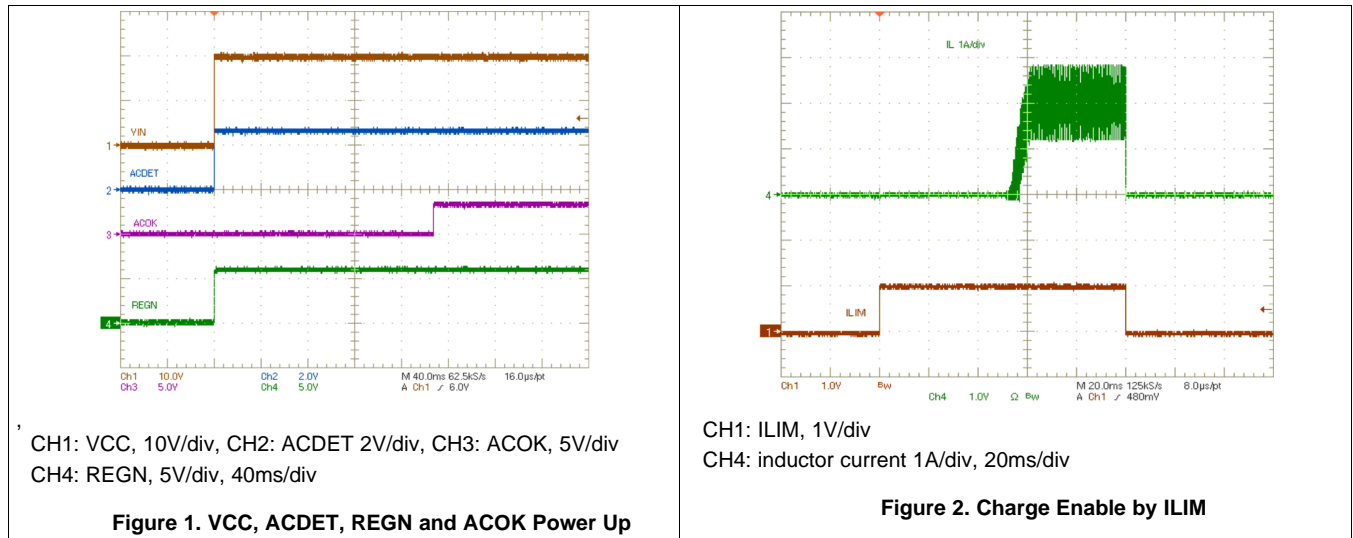 VIN
1
ACDET
2
ACOK
3
REGN
4
Ch1 10.0V Ch2 2.0V M 40.0ms 62.5kS/s 16.0µs/pt
Ch3 5.0V Ch4 5.0V A Ch1 / 6.0V
,
CH1: VCC, 10V/div, CH2: ACDET 2V/div, CH3: ACOK, 5V/div
CH4: REGN, 5V/div, 40ms/div
Figure 1. VCC, ACDET, REGN and ACOK Power Up
IL 1A/div
4
ILIM
1
Ch1 1.0V Bw M 20.0ms 125kS/s 8.0µs/pt
Ch4 1.0V Ω Bw A Ch1 / 480mV
CH1: ILIM, 1V/div
CH4: inductor current 1A/div, 20ms/div
Figure 2. Charge Enable by ILIM